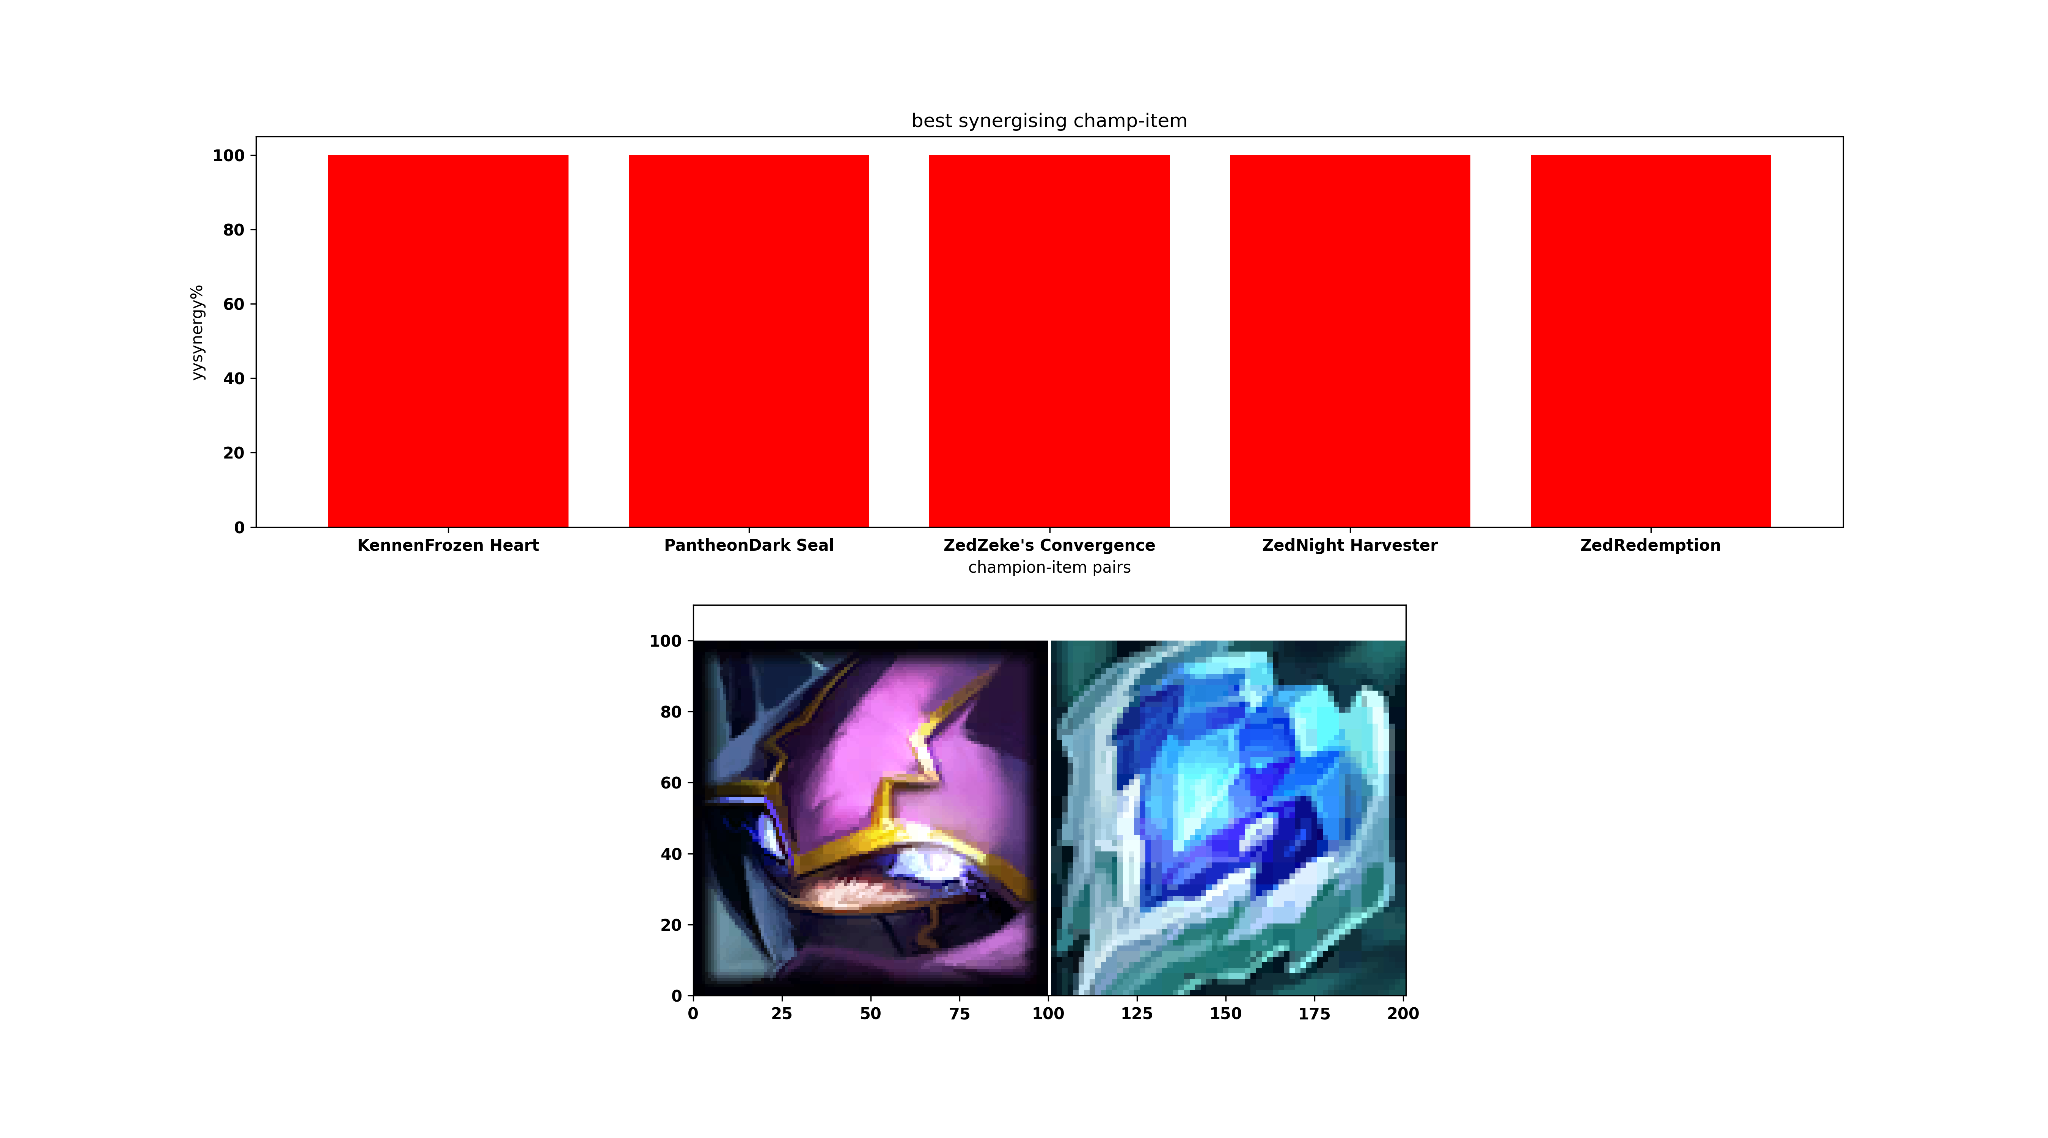 best synergising champ-item
100
80
60
40
20
0
yysynergy%
KennenFrozen Heart PantheonDark Seal ZedZeke's Convergence ZedNight Harvester ZedRedemption
champion-item pairs
100
80
60
40
20
0
0 25 50 75 100 125 150 175 200